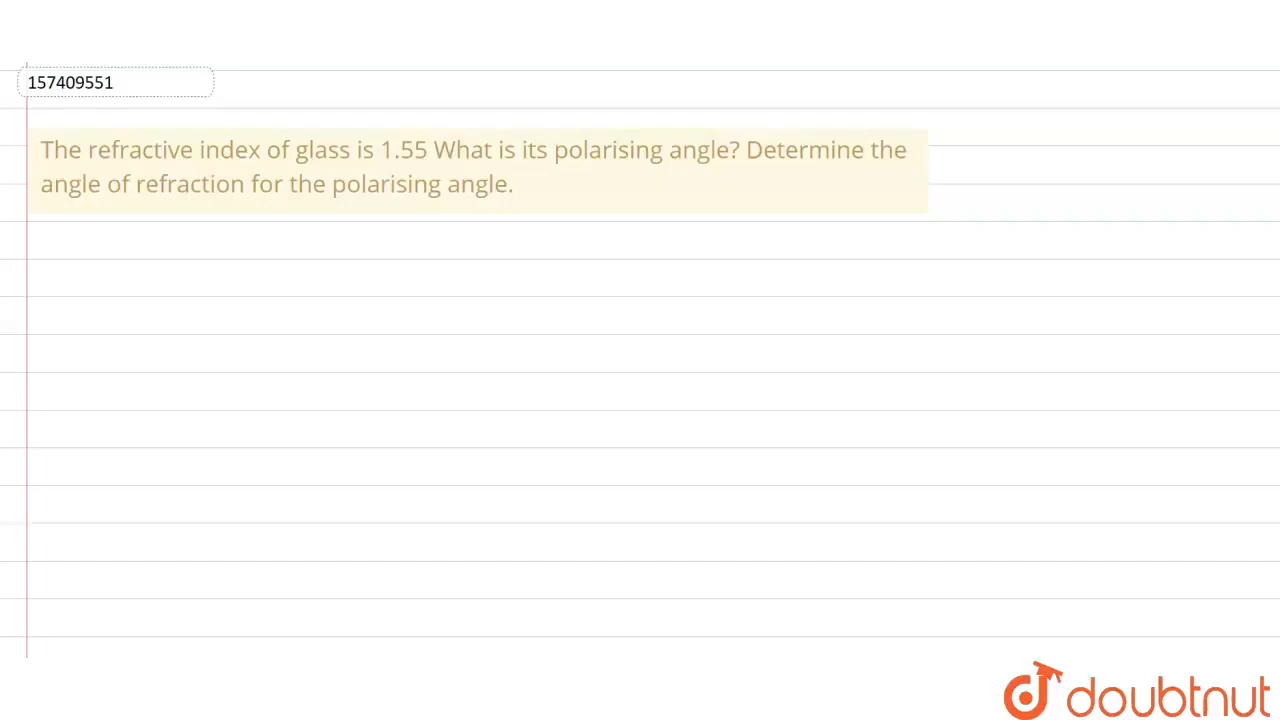 157409551
The refractive index of glass is 1.55 What is its polarising angle? Determine the
angle of refraction for the polarising angle.
doubtnut